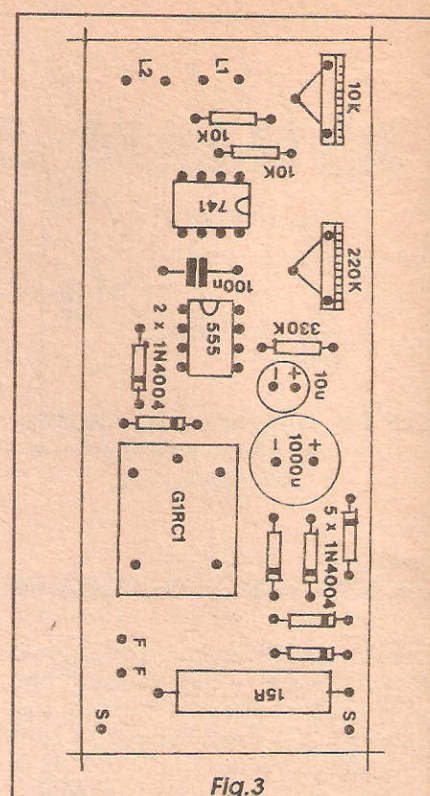 L2
L1
10K
10K
10K
741
220K
100n
555
330K
2 x 1N4004
+
-
10u
+
-
1000u
G1RC1
5 x 1N4004
F
F
15R
S
S
Fig.3